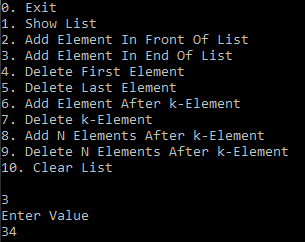 0. Exit
1. Show List
2. Add Element In Front Of List
3. Add Element In End Of List
4. Delete First Element
5. Delete Last Element
6. Add Element After k-Element
7. Delete k-Element
8. Add N Elements After k-Element
9. Delete N Elements After k-Element
10. Clear List
3
Enter Value
34